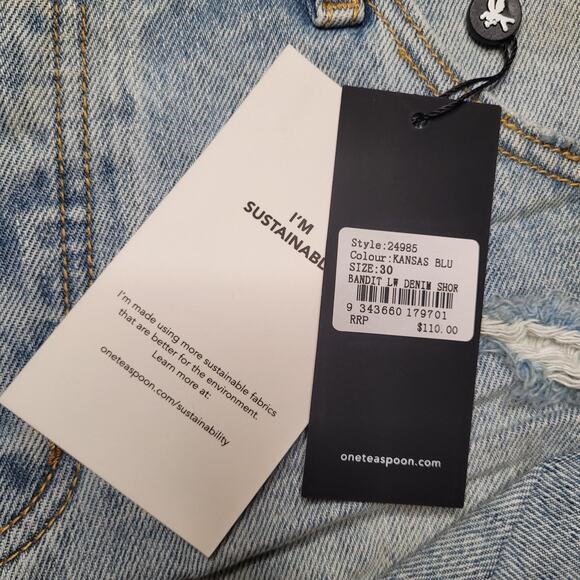 I'M
SUSTAINABL
I'm made using more sustainable fabrics
that are better for the environment.
Learn more at:
oneteaspoon.com/sustainability
Style:24985
Colour:KANSAS BLU
SIZE:30
BANDIT LW DENIM SHOR
9 343660 179701
RRP $110.00
oneteaspoon.com